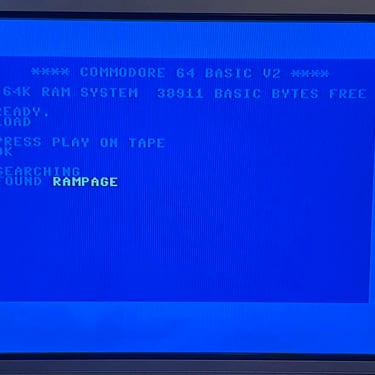 **** COMMODORE 64 BASIC V2 ****
64K RAM SYSTEM  38911 BASIC BYTES FREE
READY.
LOAD
PRESS PLAY ON TAPE
OK
SEARCHING
FOUND RAMPAGE